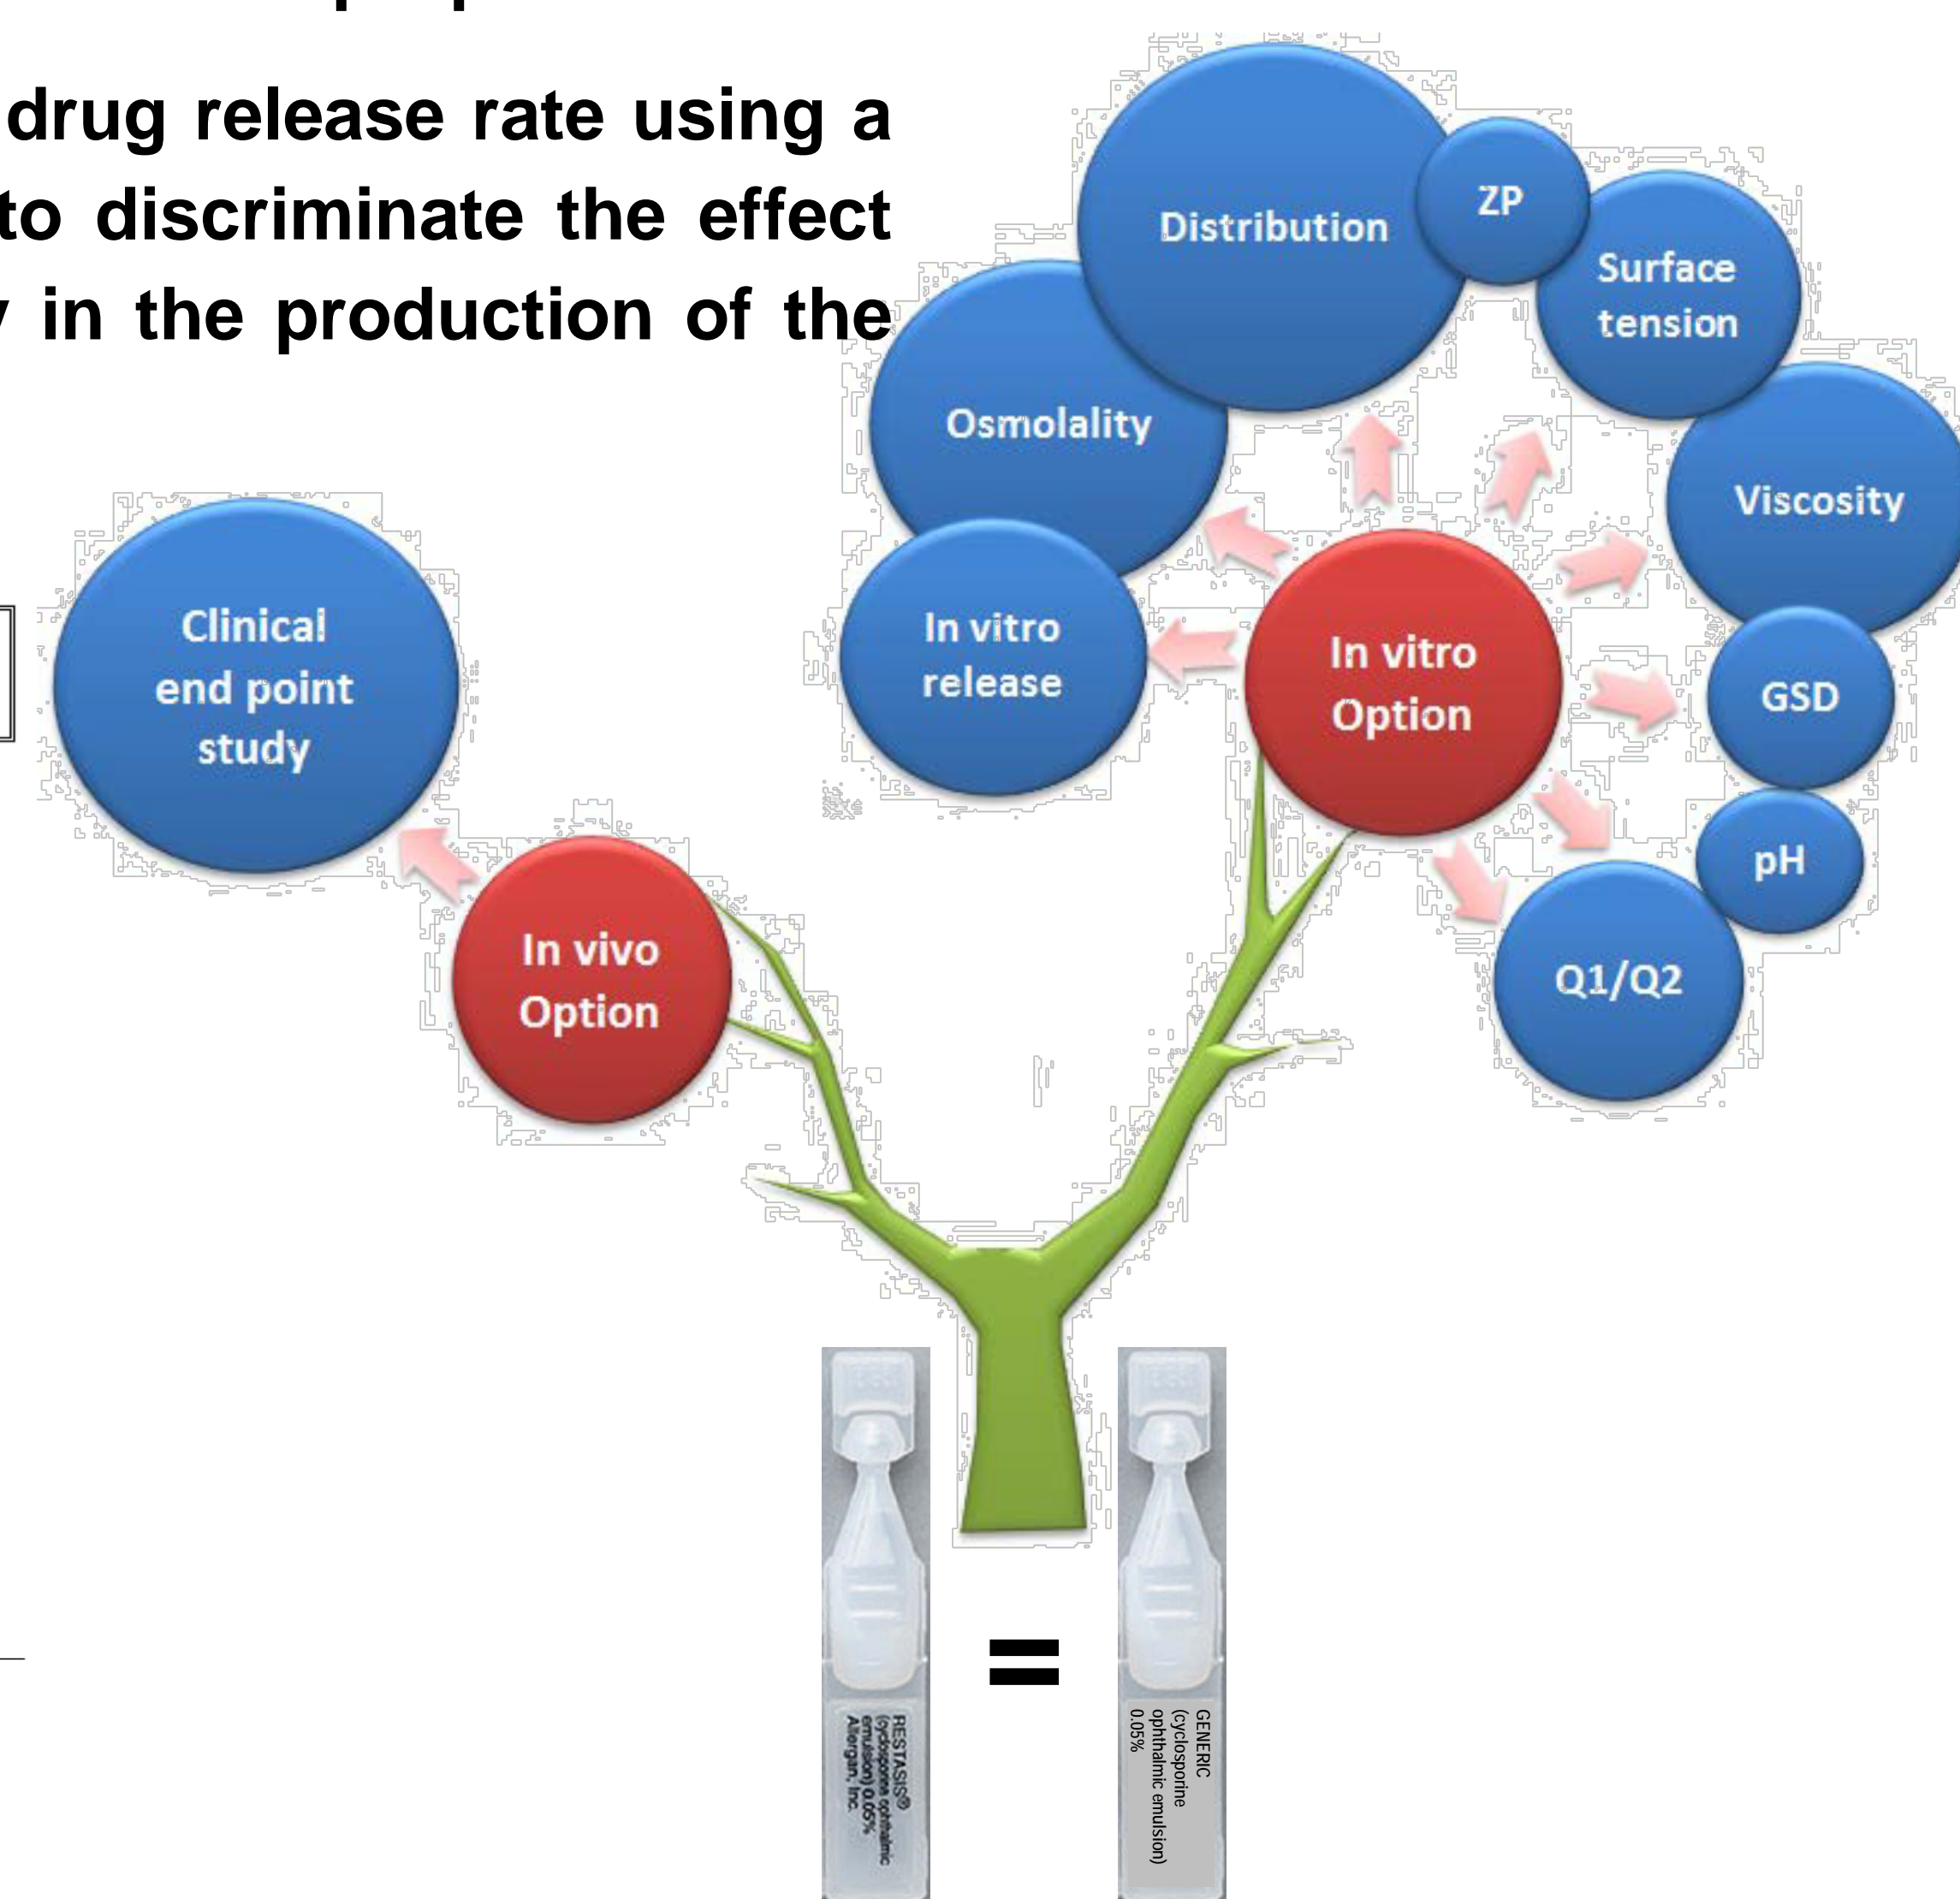 drug release rate using a
to discriminate the effect
in the production of the
Distribution
ZP
Surface
tension
Osmolality
Viscosity
In vitro
release
In vitro
Option
GSD
pH
Q1/Q2
Clinical
end point
study
In vivo
Option
=
RESTASIS®
(cyclosporine ophthalmic
emulsion) 0.05%
Allergan, Inc.
GENERIC
(cyclosporine
ophthalmic emulsion)
0.05%